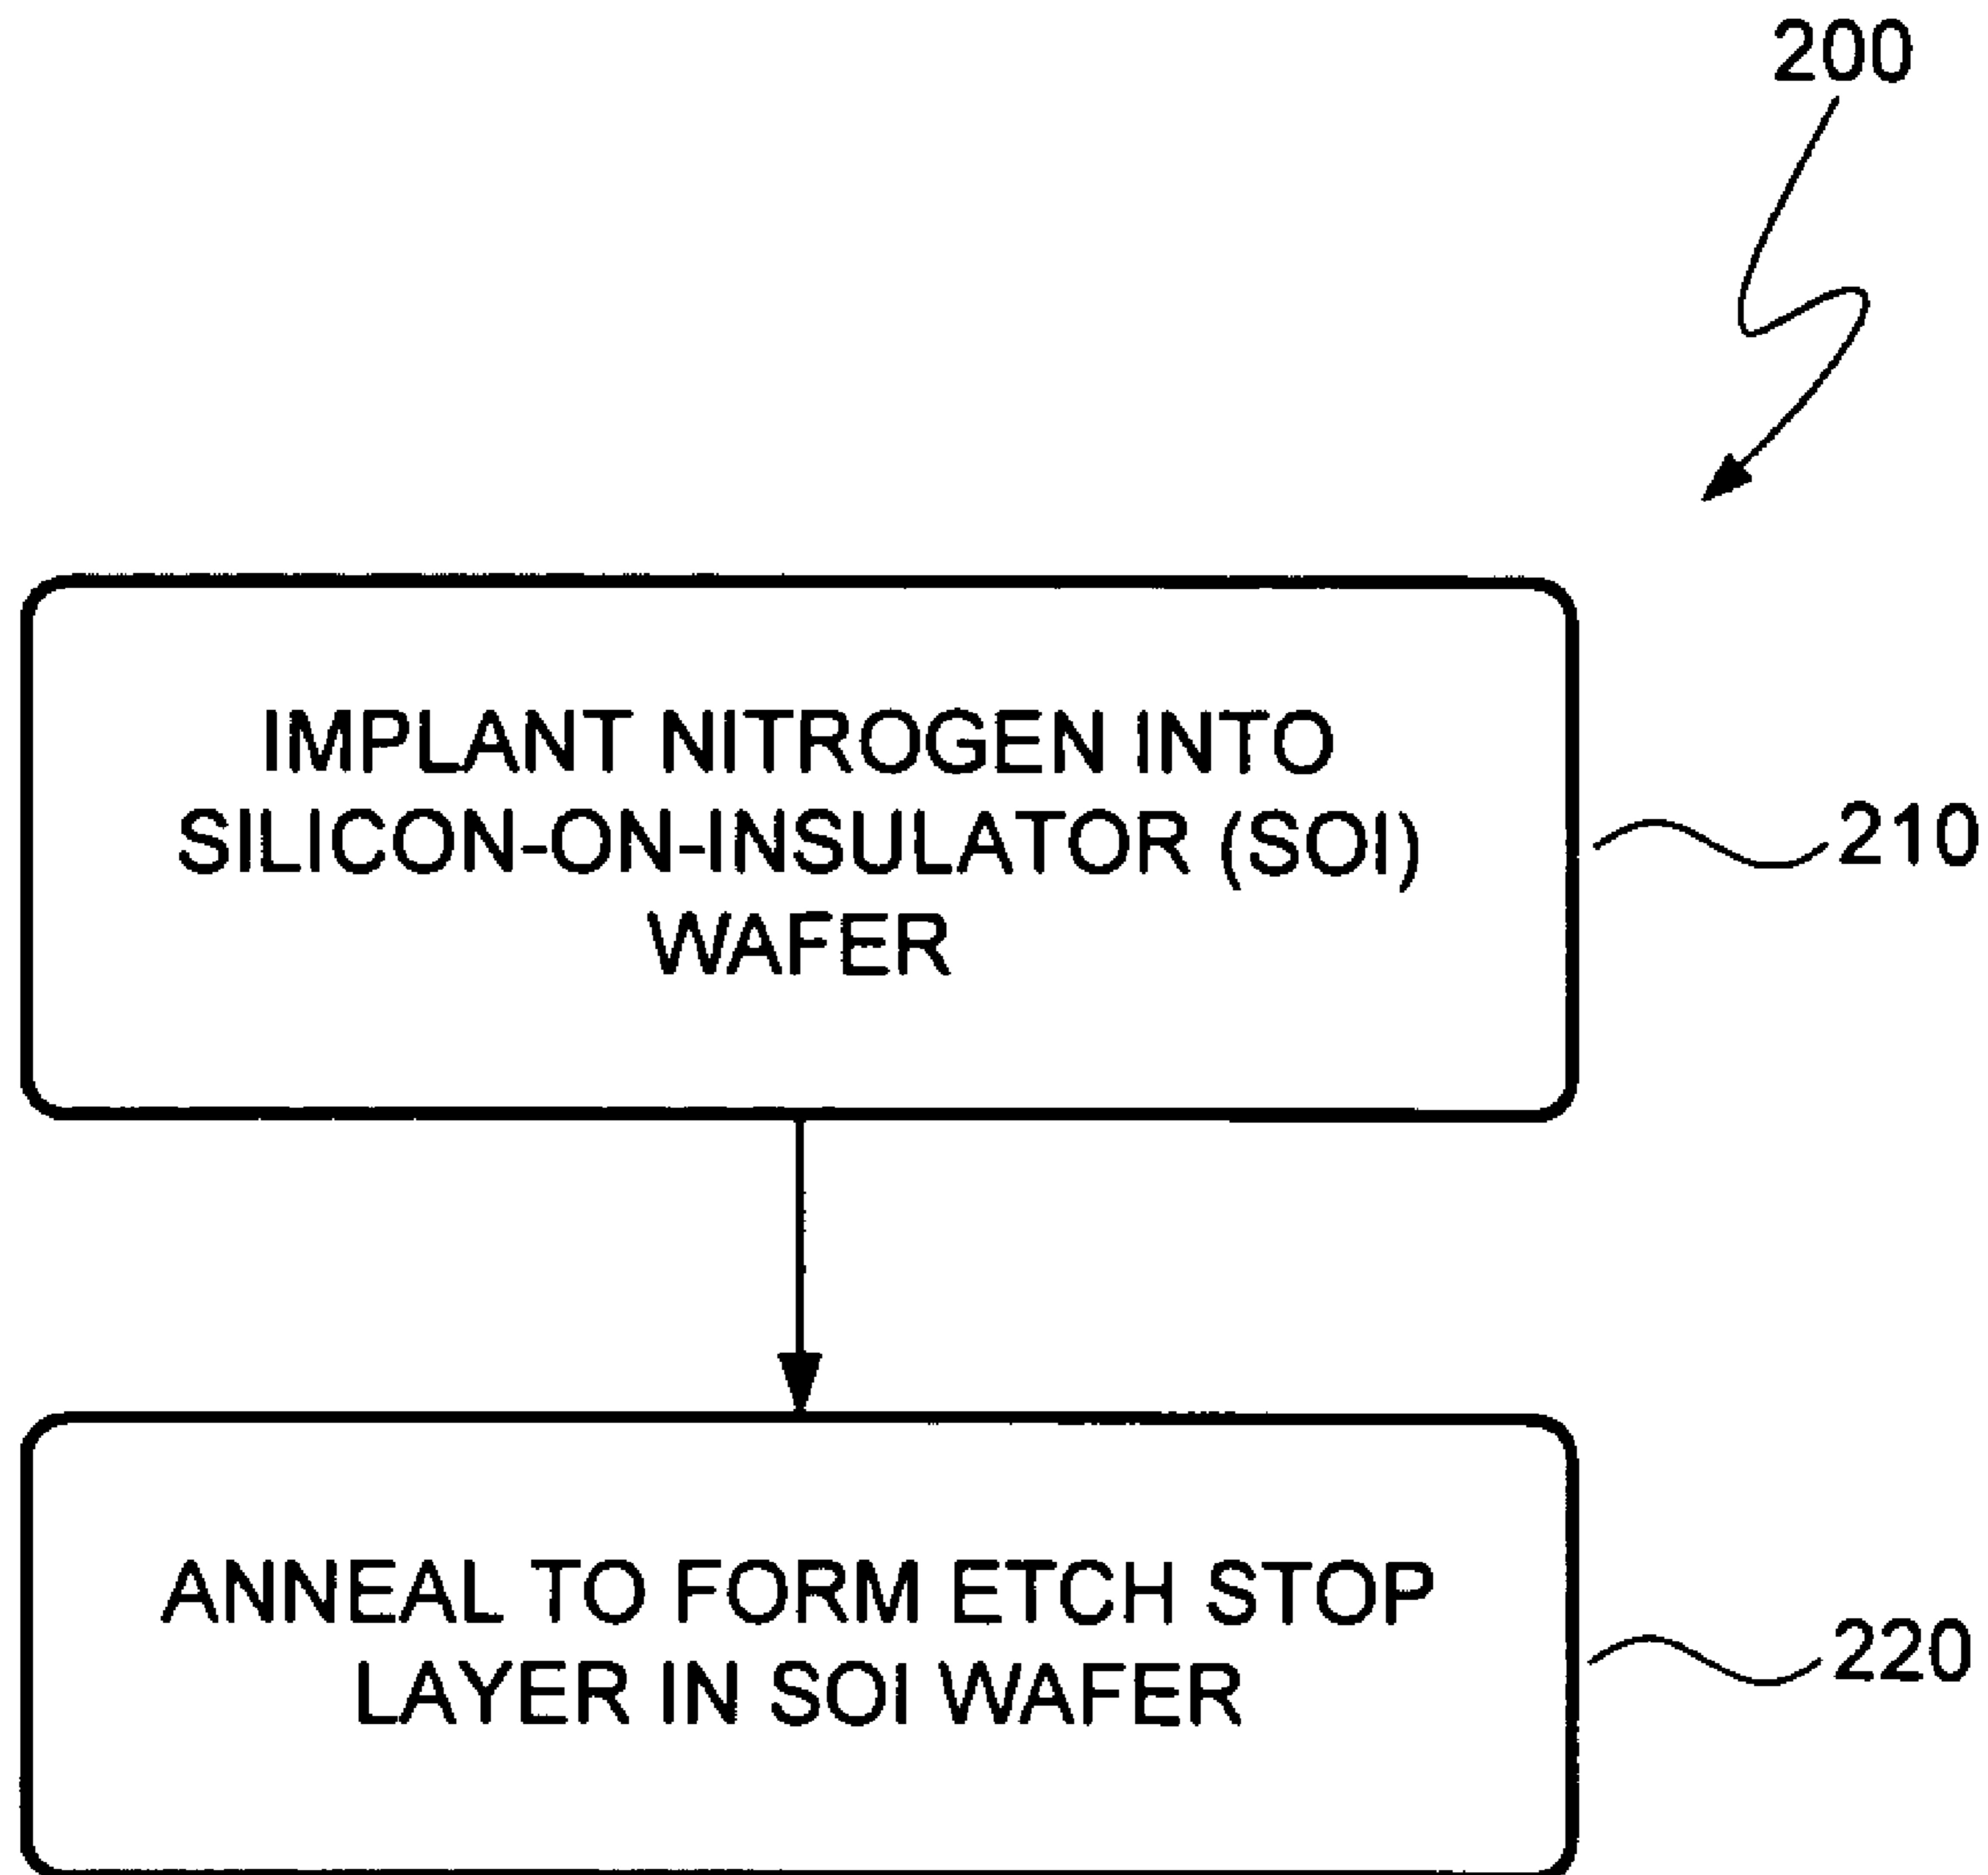 200
IMPLANT NITROGEN INTO
SILICON-ON-INSULATOR (SOI)
WAFER
210
ANNEAL TO FORM ETCH STOP
LAYER IN SOI WAFER
220